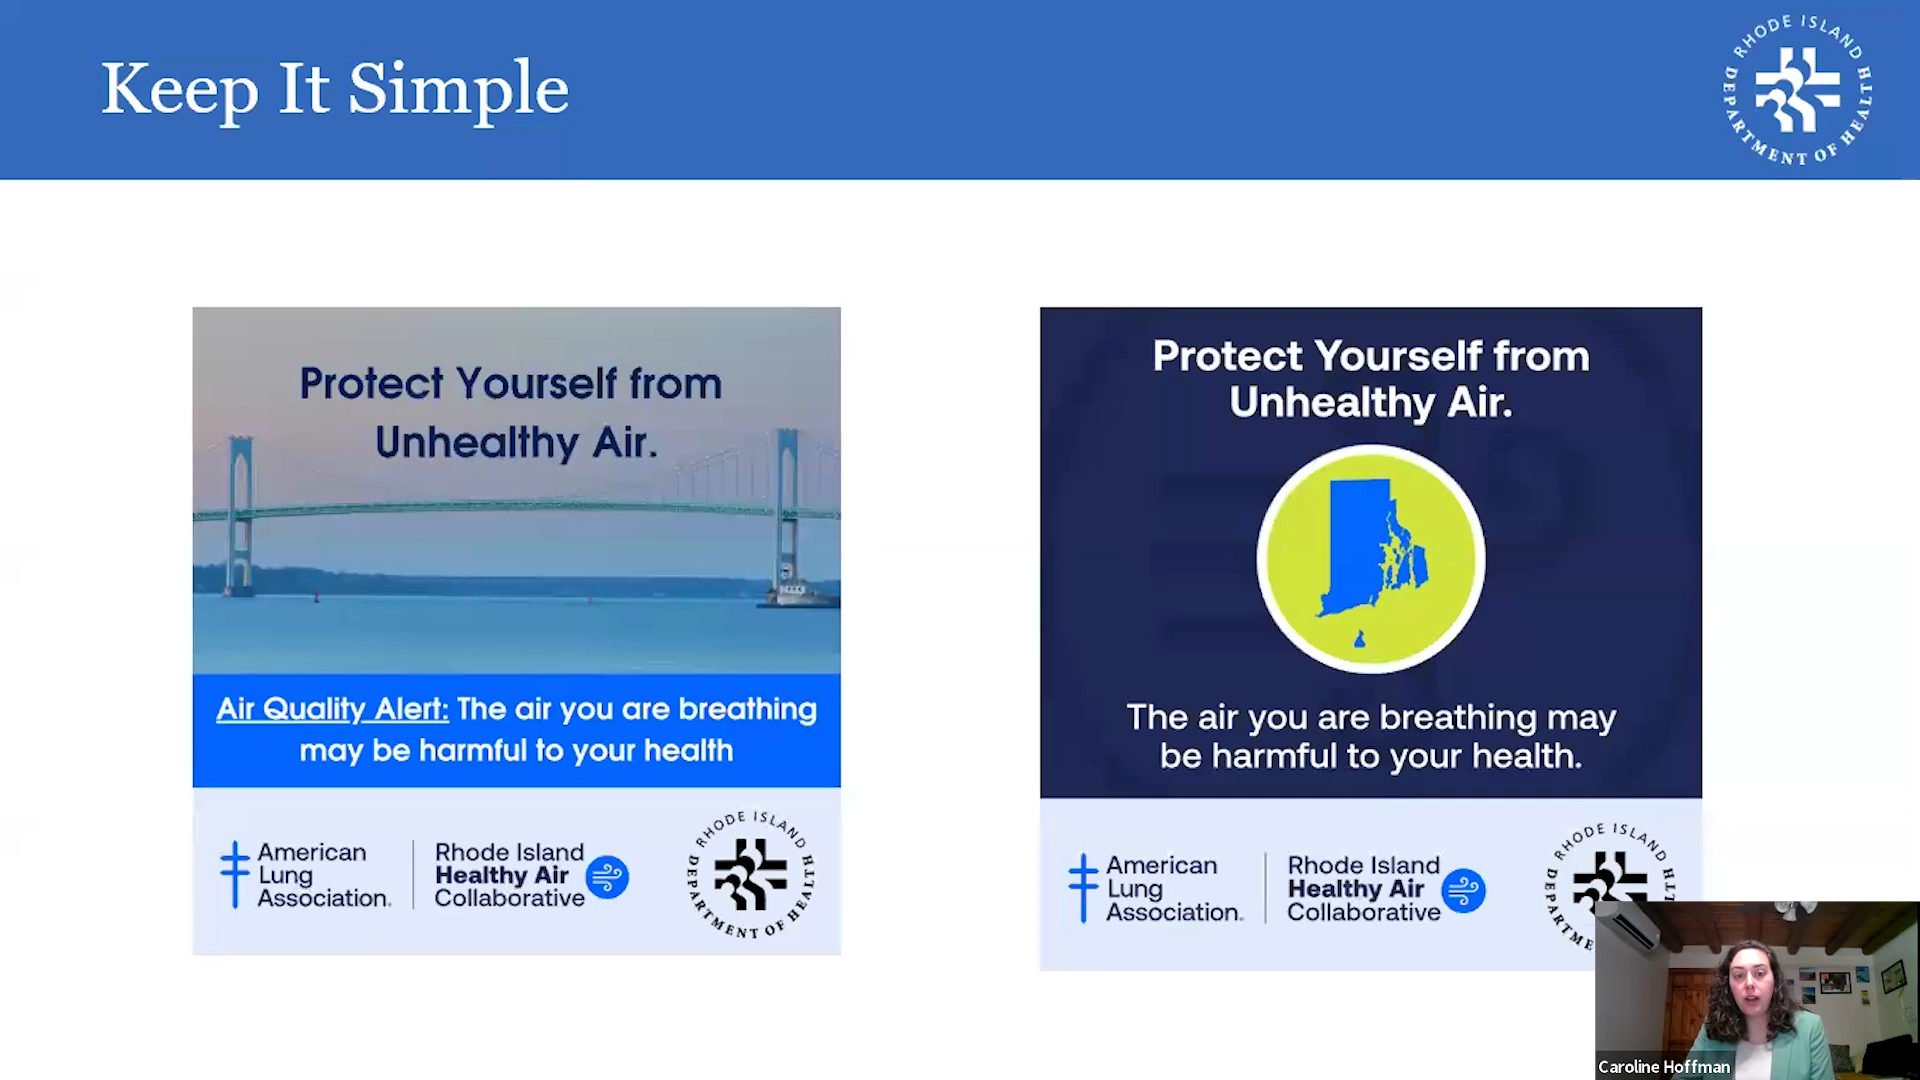 Keep It Simple
RHODE ISLAND
DEPARTMENT OF HEALTH
Protect Yourself from
Unhealthy Air.
Air Quality Alert: The air you are breathing
may be harmful to your health
American
Lung
Association.
Rhode Island
Healthy Air
Collaborative
RHODE ISLAND
DEPARTMENT OF HEALTH
Protect Yourself from
Unhealthy Air.
The air you are breathing may
be harmful to your health.
American
Lung
Association.
Rhode Island
Healthy Air
Collaborative
RHODE ISLAND
Caroline Hoffman